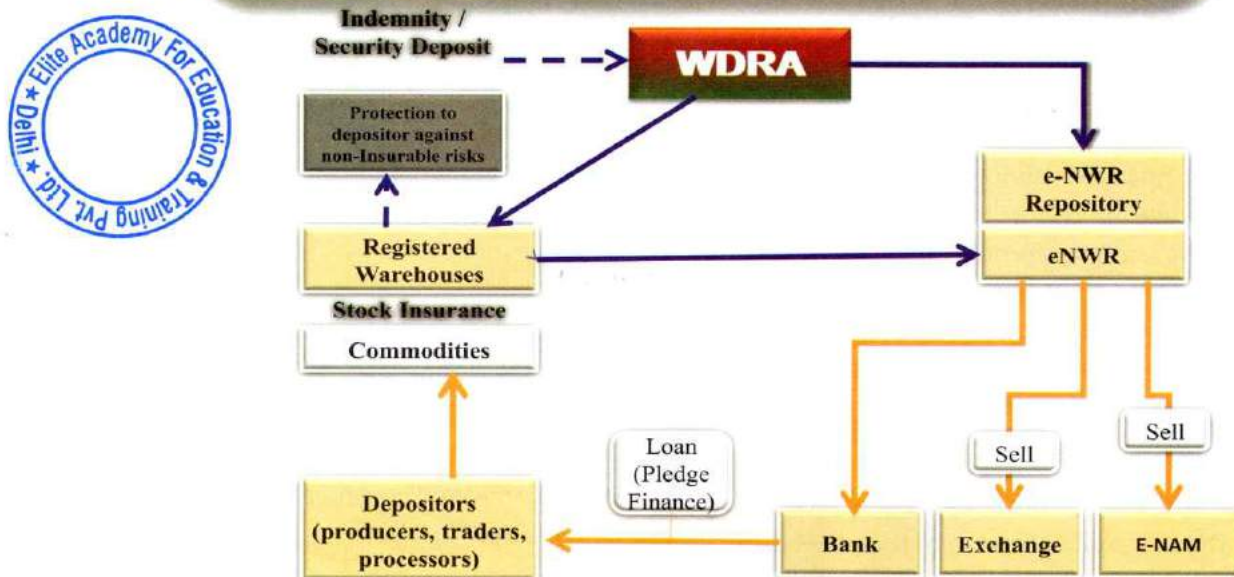 Indemnity /
Security Deposit
WDRA
★ Elite Academy For Education & Training Pvt. Ltd. ★ Delhi
Protection to
depositor against
non-Insurable risks
e-NWR
Repository
eNWR
Registered
Warehouses
Stock Insurance
Commodities
Loan
(Pledge
Finance)
Sell
Sell
Depositors
(producers, traders,
processors)
Bank
Exchange
E-NAM